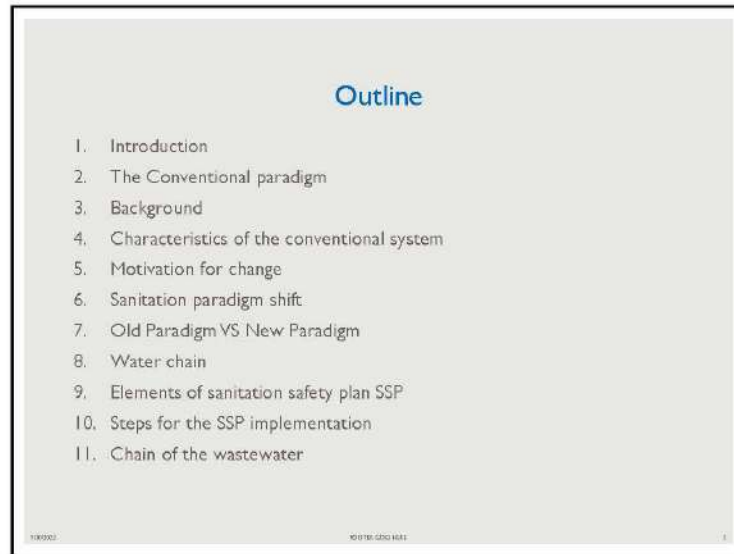 Outline
1. Introduction
2. The Conventional paradigm
3. Background
4. Characteristics of the conventional system
5. Motivation for change
6. Sanitation paradigm shift
7. Old Paradigm VS New Paradigm
8. Water chain
9. Elements of sanitation safety plan SSP
10. Steps for the SSP implementation
11. Chain of the wastewater